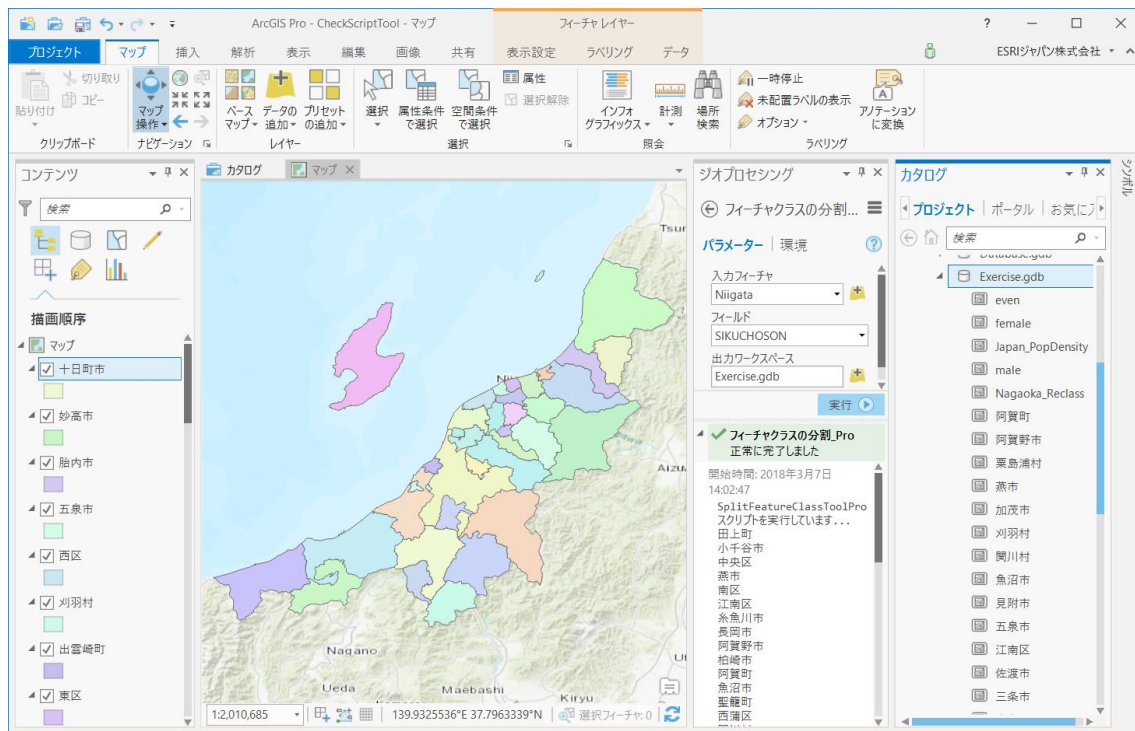 ArcGIS Pro - CheckScriptTool - マップ
フィーチャ レイヤー
?
プロジェクト
マップ
挿入
解析
表示
編集
画像
共有
表示設定
ラベリング
データ
ESRIジャパン株式会社
貼り付け
切り取り
コピー
クリップボード
マップ
操作
ナビゲーション
ベース
マップ
データの
追加
プリセット
の追加
レイヤー
選択
属性条件
で選択
空間条件
で選択
属性
選択解除
選択
インフォ
グラフィックス
計測
照会
場所
検索
一時停止
未配置ラベルの表示
オプション
アノテーション
に変換
ラベリング
コンテンツ
検索
描画順序
マップ
十日町市
妙高市
胎内市
五泉市
西区
刈羽村
出雲崎町
東区
カタログ
マップ
Tsur
Nii
Aizu
Nagano
Ueda
Maebashi
Kiryu
1:2,010,685
139.9325536°E 37.7963339°N
選択フィーチャ: 0
ジオプロセシング
フィーチャクラスの分割...
パラメーター
環境
入力フィーチャ
Niigata
フィールド
SIKUCHOSON
出力ワークスペース
Exercise.gdb
実行
フィーチャクラスの分割_Pro
正常に完了しました
開始時間: 2018年3月7日
14:02:47
SplitFeatureClassToolPro
スクリプトを実行しています...
田上町
小千谷市
中央区
燕市
南区
江南区
糸魚川市
長岡市
阿賀野市
柏崎市
阿賀町
魚沼市
聖籠町
西蒲区
カタログ
プロジェクト
ポータル
お気に入
検索
Database.gdb
Exercise.gdb
even
female
Japan_PopDensity
male
Nagaoka_Reclass
阿賀町
阿賀野市
粟島浦村
燕市
加茂市
刈羽村
関川村
魚沼市
見附市
五泉市
江南区
佐渡市
三条市
シンボル